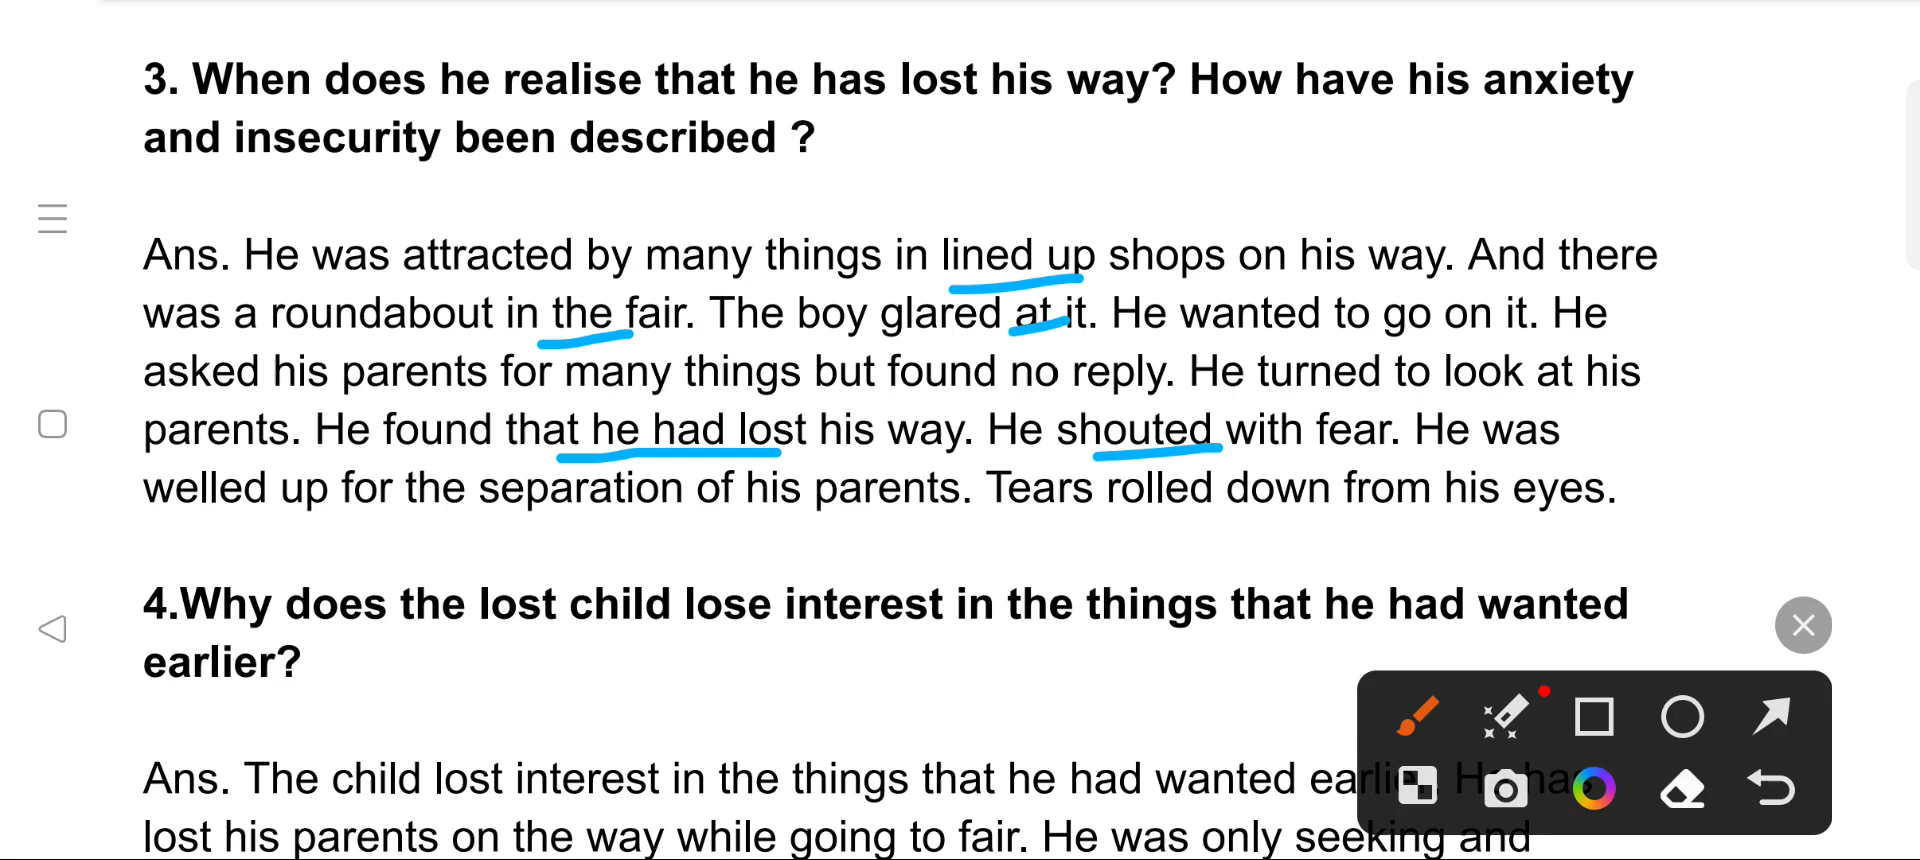 3. When does he realise that he has lost his way? How have his anxiety
and insecurity been described ?
Ans. He was attracted by many things in lined up shops on his way. And there
was a roundabout in the fair. The boy glared at it. He wanted to go on it. He
asked his parents for many things but found no reply. He turned to look at his
parents. He found that he had lost his way. He shouted with fear. He was
welled up for the separation of his parents. Tears rolled down from his eyes.
4.Why does the lost child lose interest in the things that he had wanted
earlier?
Ans. The child lost interest in the things that he had wanted earlier. He has
lost his parents on the way while going to fair. He was only seeking and